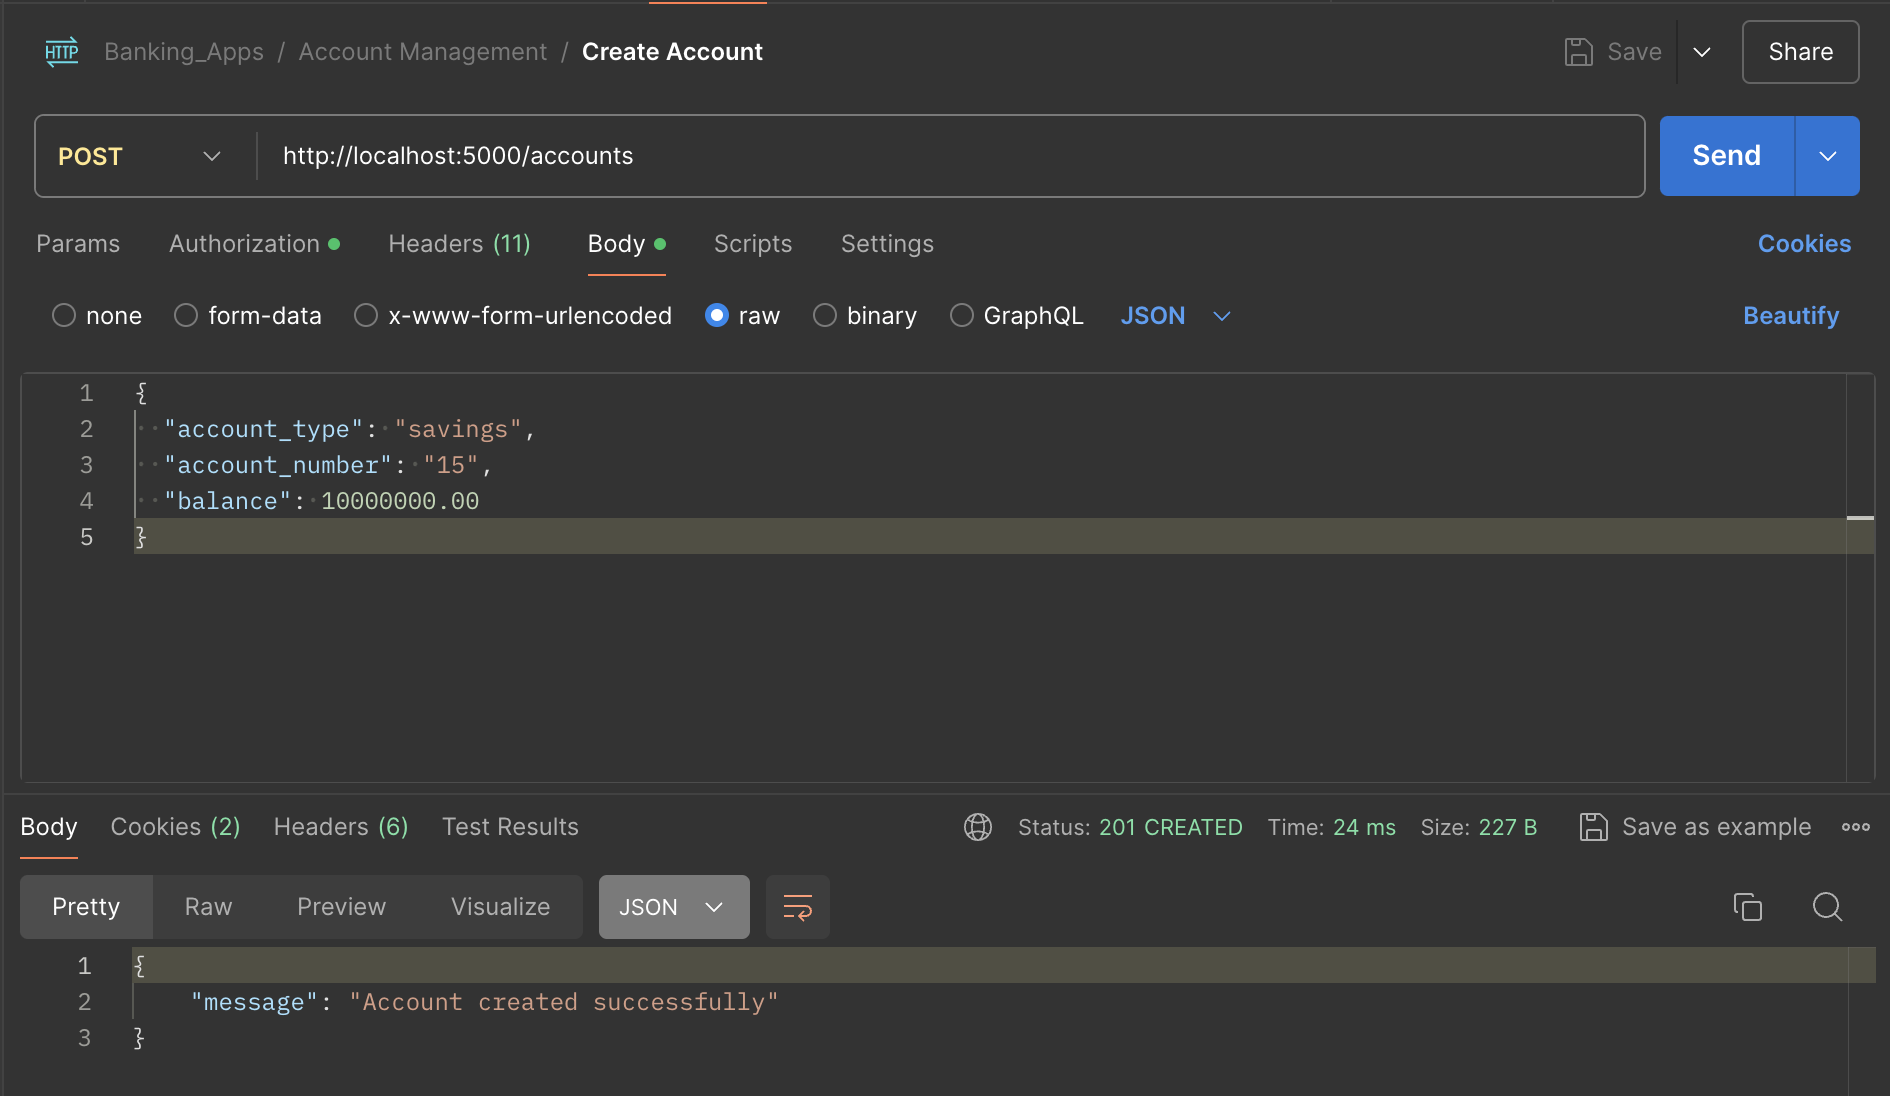 HTTP Banking_Apps / Account Management / Create Account Save Share
POST http://localhost:5000/accounts Send
Params Authorization Headers (11) Body Scripts Settings Cookies
none form-data x-www-form-urlencoded raw binary GraphQL JSON Beautify
1 {
2 "account_type": "savings",
3 "account_number": "15",
4 "balance": 10000000.00
5 }
Body Cookies (2) Headers (6) Test Results Status: 201 CREATED Time: 24 ms Size: 227 B Save as example
Pretty Raw Preview Visualize JSON
1 {
2 "message": "Account created successfully"
3 }